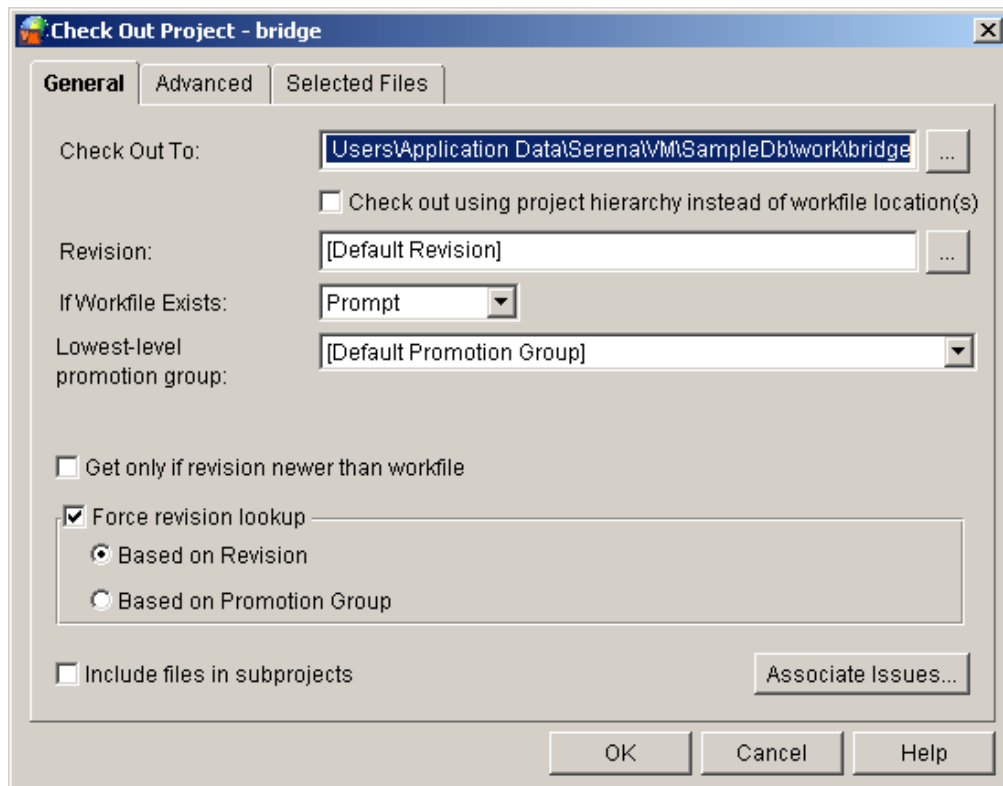 Check Out Project - bridge
General Advanced Selected Files
Check Out To: Users\Application Data\Serena\VM\SampleDb\work\bridge ...
Check out using project hierarchy instead of workfile location(s)
Revision: [Default Revision] ...
If Workfile Exists: Prompt
Lowest-level [Default Promotion Group]
promotion group:
Get only if revision newer than workfile
Force revision lookup
Based on Revision
Based on Promotion Group
Include files in subprojects Associate Issues...
OK Cancel Help